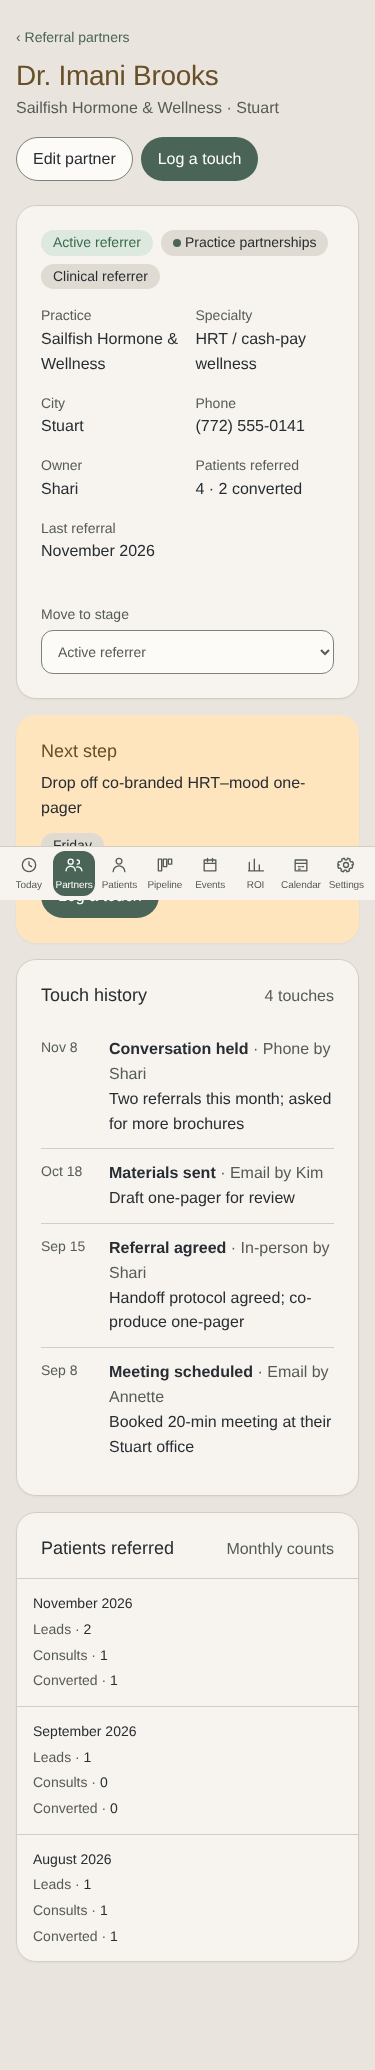 ‹ Referral partners
Dr. Imani Brooks
Sailfish Hormone & Wellness · Stuart
Edit partner
Log a touch
Active referrer
Practice partnerships
Clinical referrer
Practice
Specialty
Sailfish Hormone &
Wellness
HRT / cash-pay
wellness
City
Phone
Stuart
(772) 555-0141
Owner
Patients referred
Shari
4 · 2 converted
Last referral
November 2026
Move to stage
Active referrer
Next step
Drop off co-branded HRT–mood one-
pager
Friday
Today
Partners
Patients
Pipeline
Events
ROI
Calendar
Settings
Log a touch
Touch history
4 touches
Nov 8
Conversation held · Phone by
Shari
Two referrals this month; asked
for more brochures
Oct 18
Materials sent · Email by Kim
Draft one-pager for review
Sep 15
Referral agreed · In-person by
Shari
Handoff protocol agreed; co-
produce one-pager
Sep 8
Meeting scheduled · Email by
Annette
Booked 20-min meeting at their
Stuart office
Patients referred
Monthly counts
November 2026
Leads · 2
Consults · 1
Converted · 1
September 2026
Leads · 1
Consults · 0
Converted · 0
August 2026
Leads · 1
Consults · 1
Converted · 1